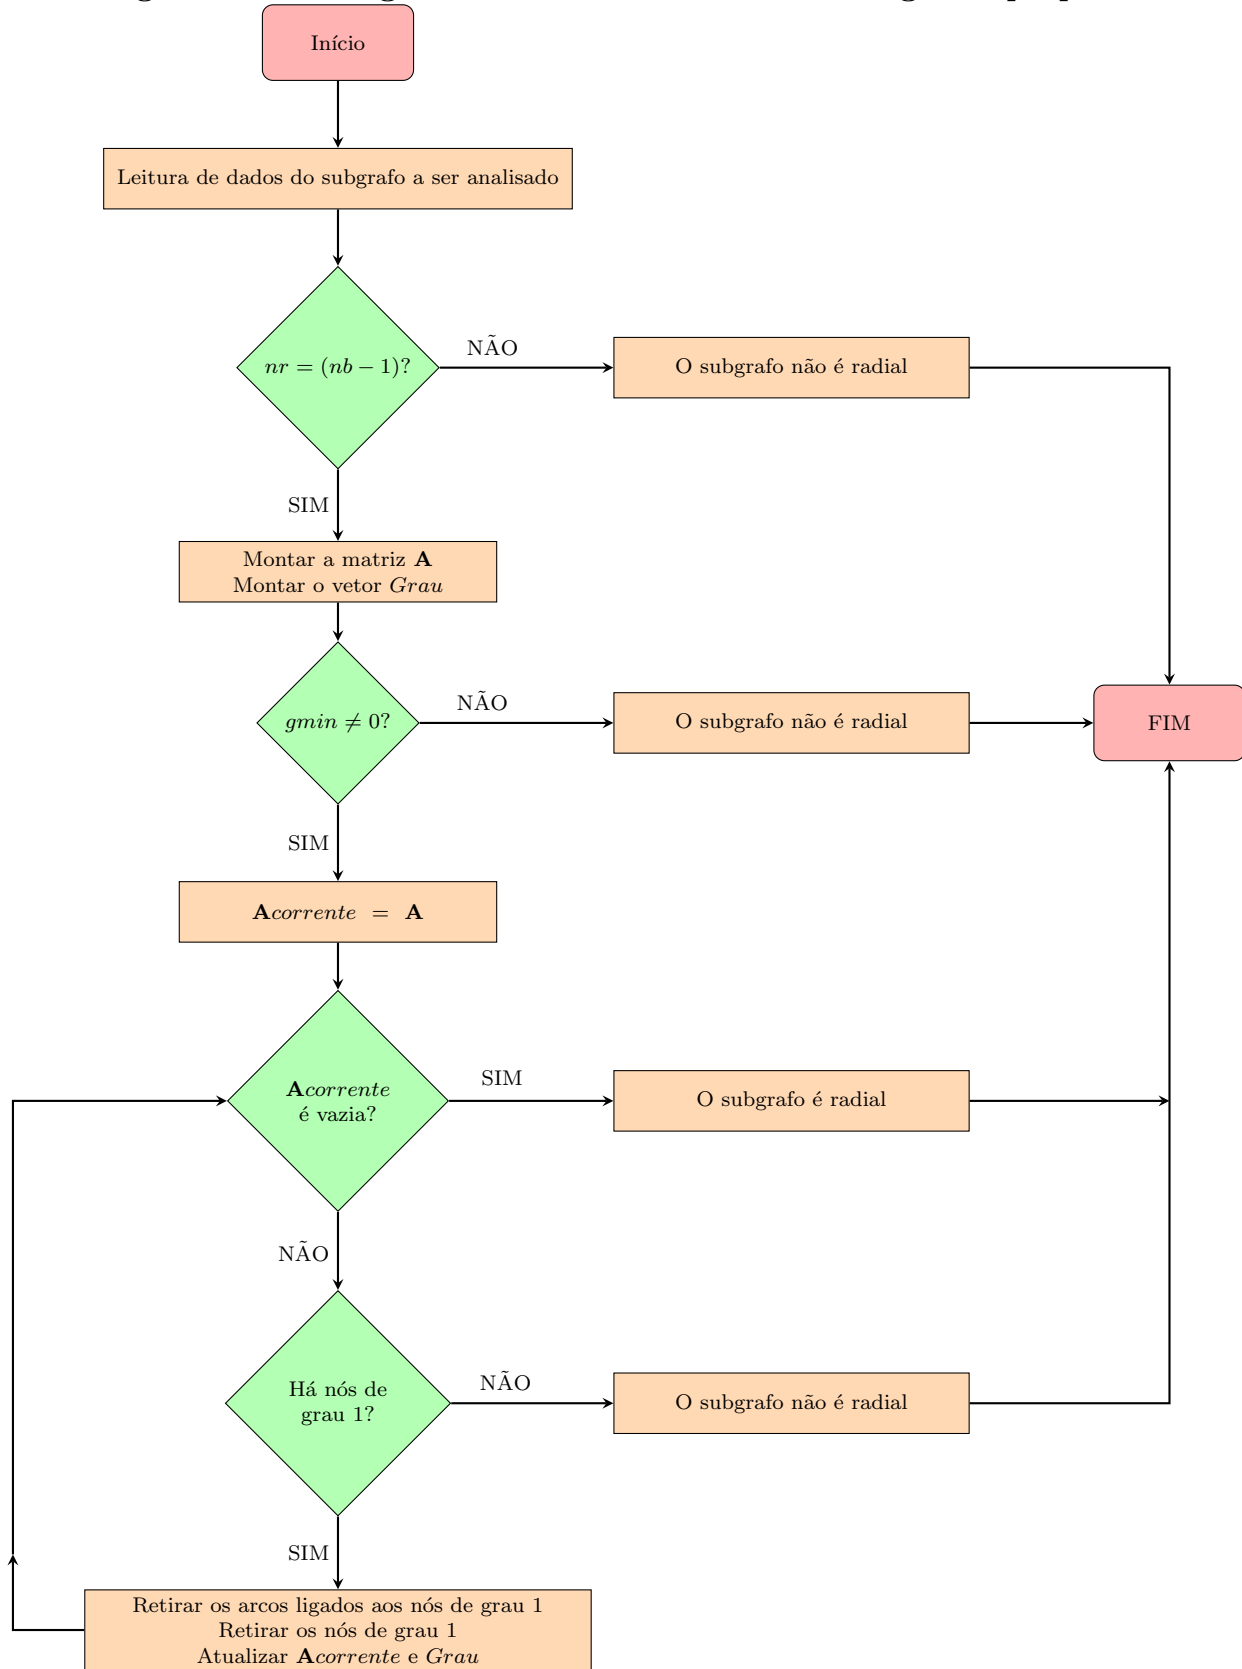 Início
Leitura de dados do subgrafo a ser analisado
nr = (nb − 1)?
NÃO
O subgrafo não é radial
SIM
Montar a matriz A
Montar o vetor Grau
gmin ≠ 0?
NÃO
O subgrafo não é radial
FIM
SIM
Acorrente = A
Acorrente
é vazia?
SIM
O subgrafo é radial
NÃO
Há nós de
grau 1?
NÃO
O subgrafo não é radial
SIM
Retirar os arcos ligados aos nós de grau 1
Retirar os nós de grau 1
Atualizar Acorrente e Grau